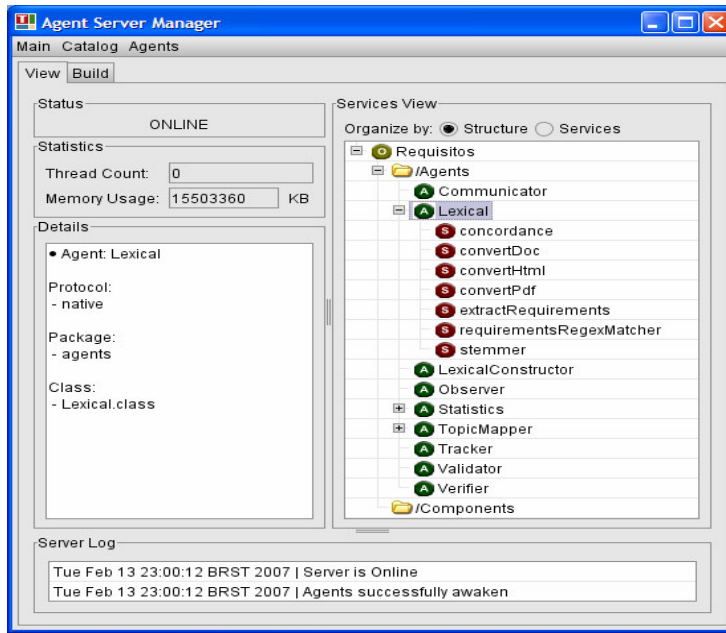 Agent Server Manager
Main Catalog Agents
View Build
Status
ONLINE
Statistics
Thread Count: 0
Memory Usage: 15503360 KB
Details
• Agent: Lexical
Protocol:
- native
Package:
- agents
Class:
- Lexical.class
Services View
Organize by: Structure Services
O Requisitos
/Agents
A Communicator
A Lexical
S concordance
S convertDoc
S convertHtml
S convertPdf
S extractRequirements
S requirementsRegexMatcher
S stemmer
A LexicalConstructor
A Observer
A Statistics
A TopicMapper
A Tracker
A Validator
A Verifier
/Components
Server Log
Tue Feb 13 23:00:12 BRST 2007 | Server is Online
Tue Feb 13 23:00:12 BRST 2007 | Agents successfully awaken